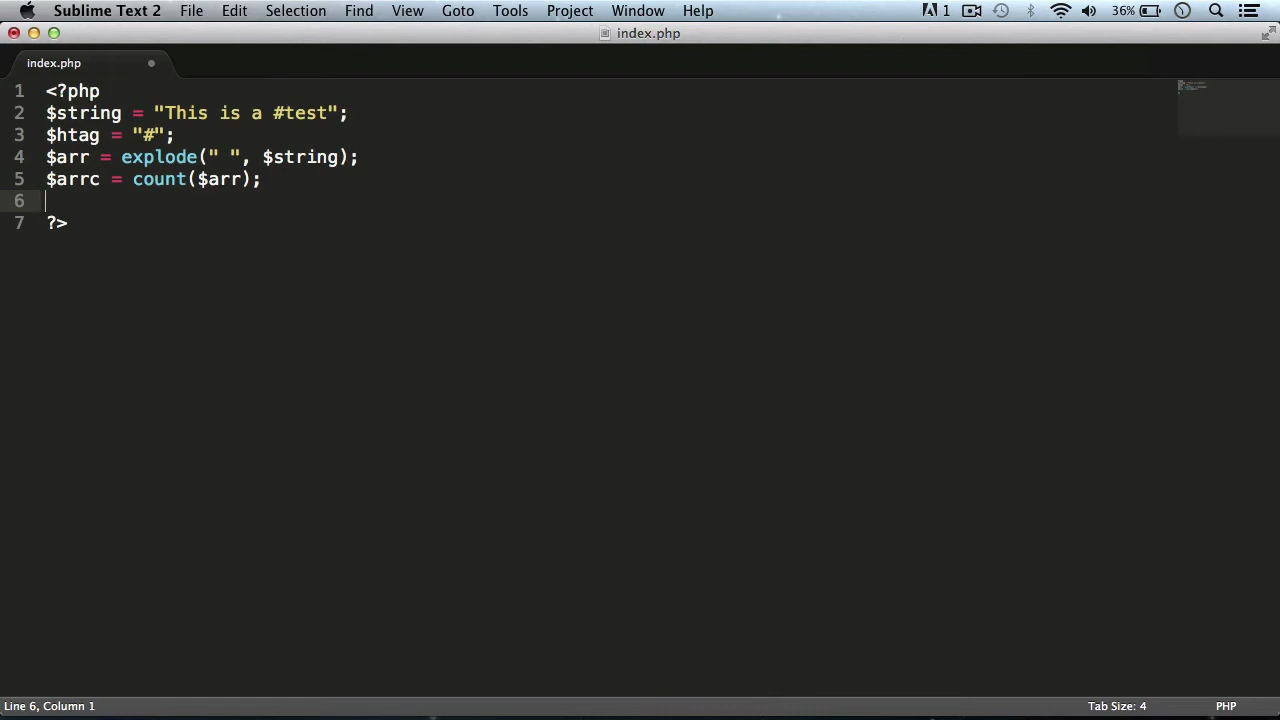 Sublime Text 2 File Edit Selection Find View Goto Tools Project Window Help 1 36%
index.php
index.php
1 <?php
2 $string = "This is a #test";
3 $htag = "#";
4 $arr = explode(" ", $string);
5 $arrc = count($arr);
6
7 ?>
Line 6, Column 1 Tab Size: 4 PHP